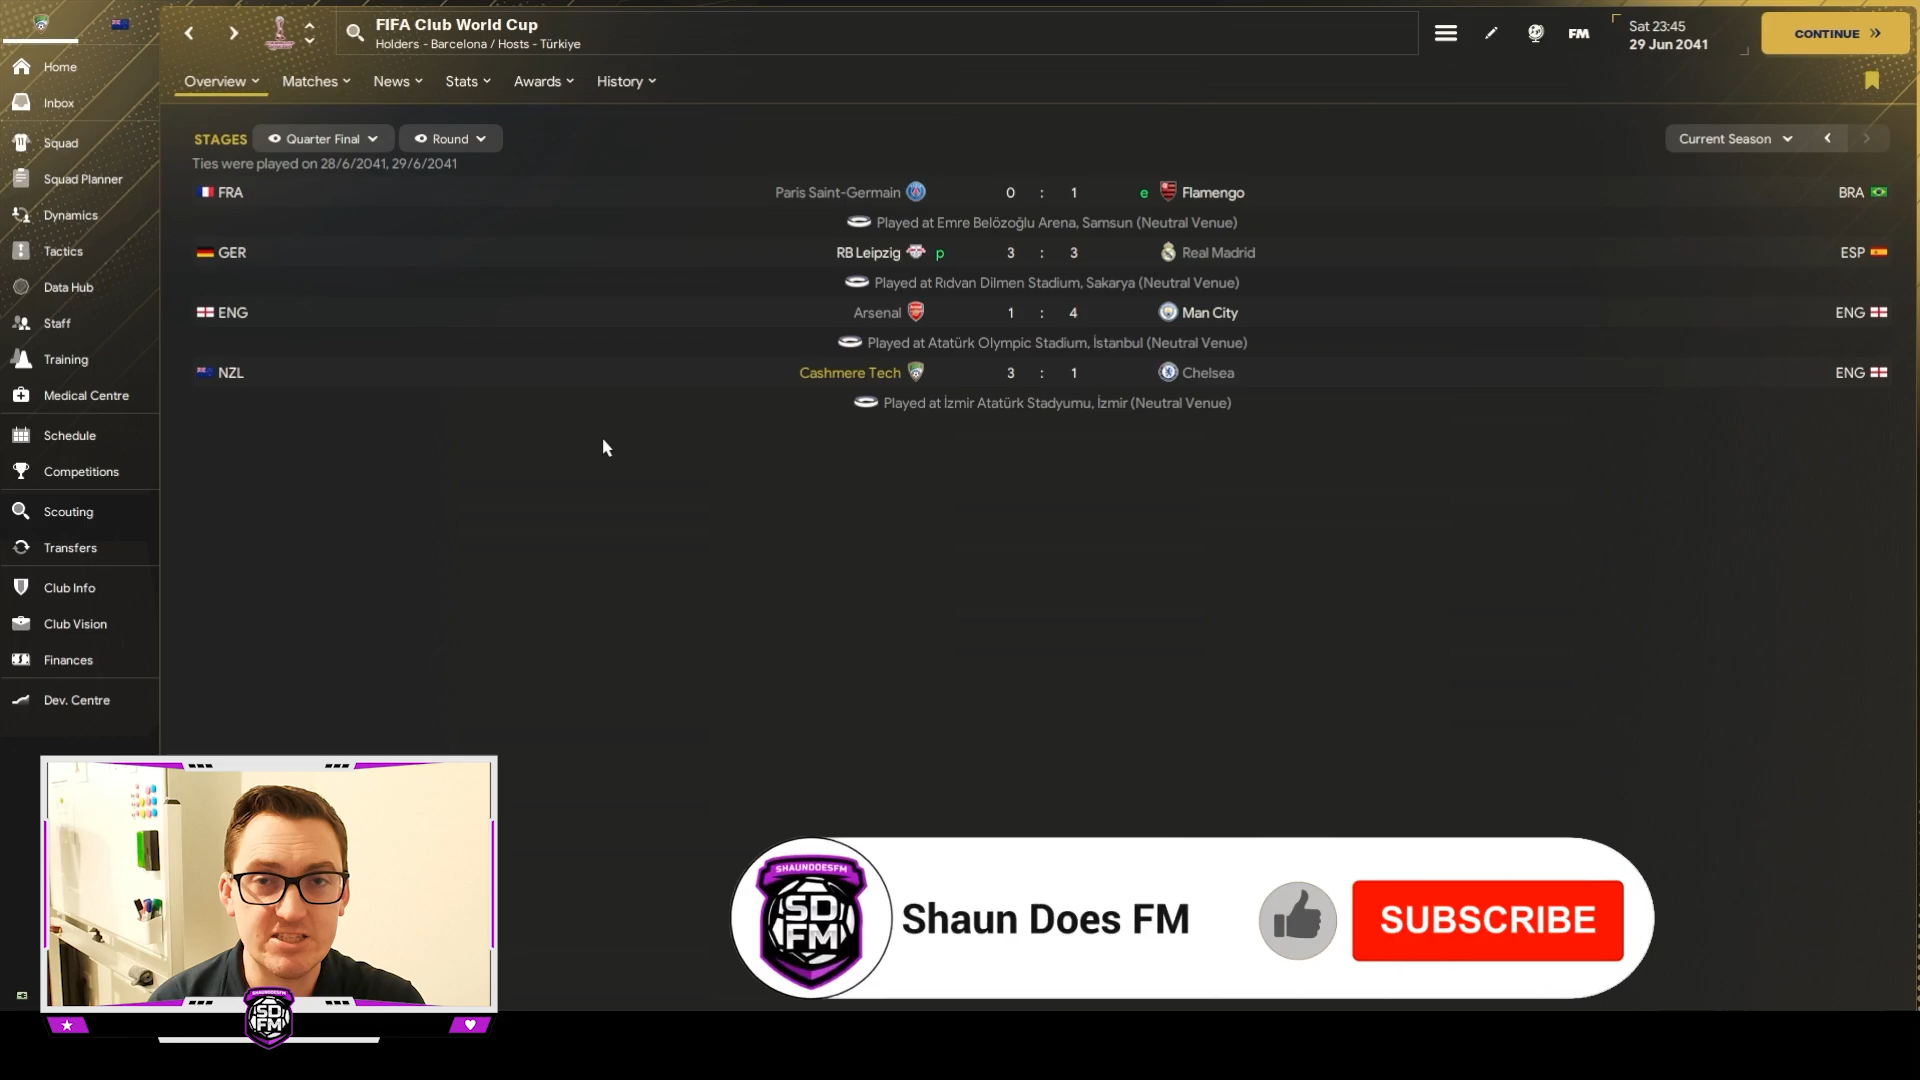 FIFA Club World Cup
Holders - Barcelona / Hosts - Türkiye
FM
Sat 23:45
29 Jun 2041
CONTINUE
Home
Inbox
Squad
Squad Planner
Dynamics
Tactics
Data Hub
Staff
Training
Medical Centre
Schedule
Competitions
Scouting
Transfers
Club Info
Club Vision
Finances
Dev. Centre
Overview Matches News Stats Awards History
STAGES Quarter Final Round Current Season
Ties were played on 28/6/2041, 29/6/2041
FRA Paris Saint-Germain 0 : 1 e Flamengo BRA
Played at Emre Belözoğlu Arena, Samsun (Neutral Venue)
GER RB Leipzig p 3 : 3 Real Madrid ESP
Played at Rıdvan Dilmen Stadium, Sakarya (Neutral Venue)
ENG Arsenal 1 : 4 Man City ENG
Played at Atatürk Olympic Stadium, İstanbul (Neutral Venue)
NZL Cashmere Tech 3 : 1 Chelsea ENG
Played at İzmir Atatürk Stadyumu, İzmir (Neutral Venue)
SHAUNDOESFM
SD
FM
Shaun Does FM
SUBSCRIBE
SHAUNDOESFM
SD
FM